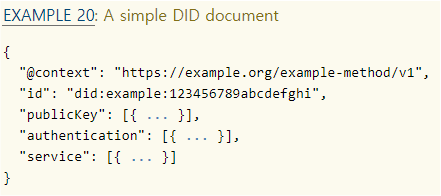 EXAMPLE 20: A simple DID document
{
  "@context": "https://example.org/example-method/v1",
  "id": "did:example:123456789abcdefghi",
  "publicKey": [{ ... }],
  "authentication": [{ ... }],
  "service": [{ ... }]
}